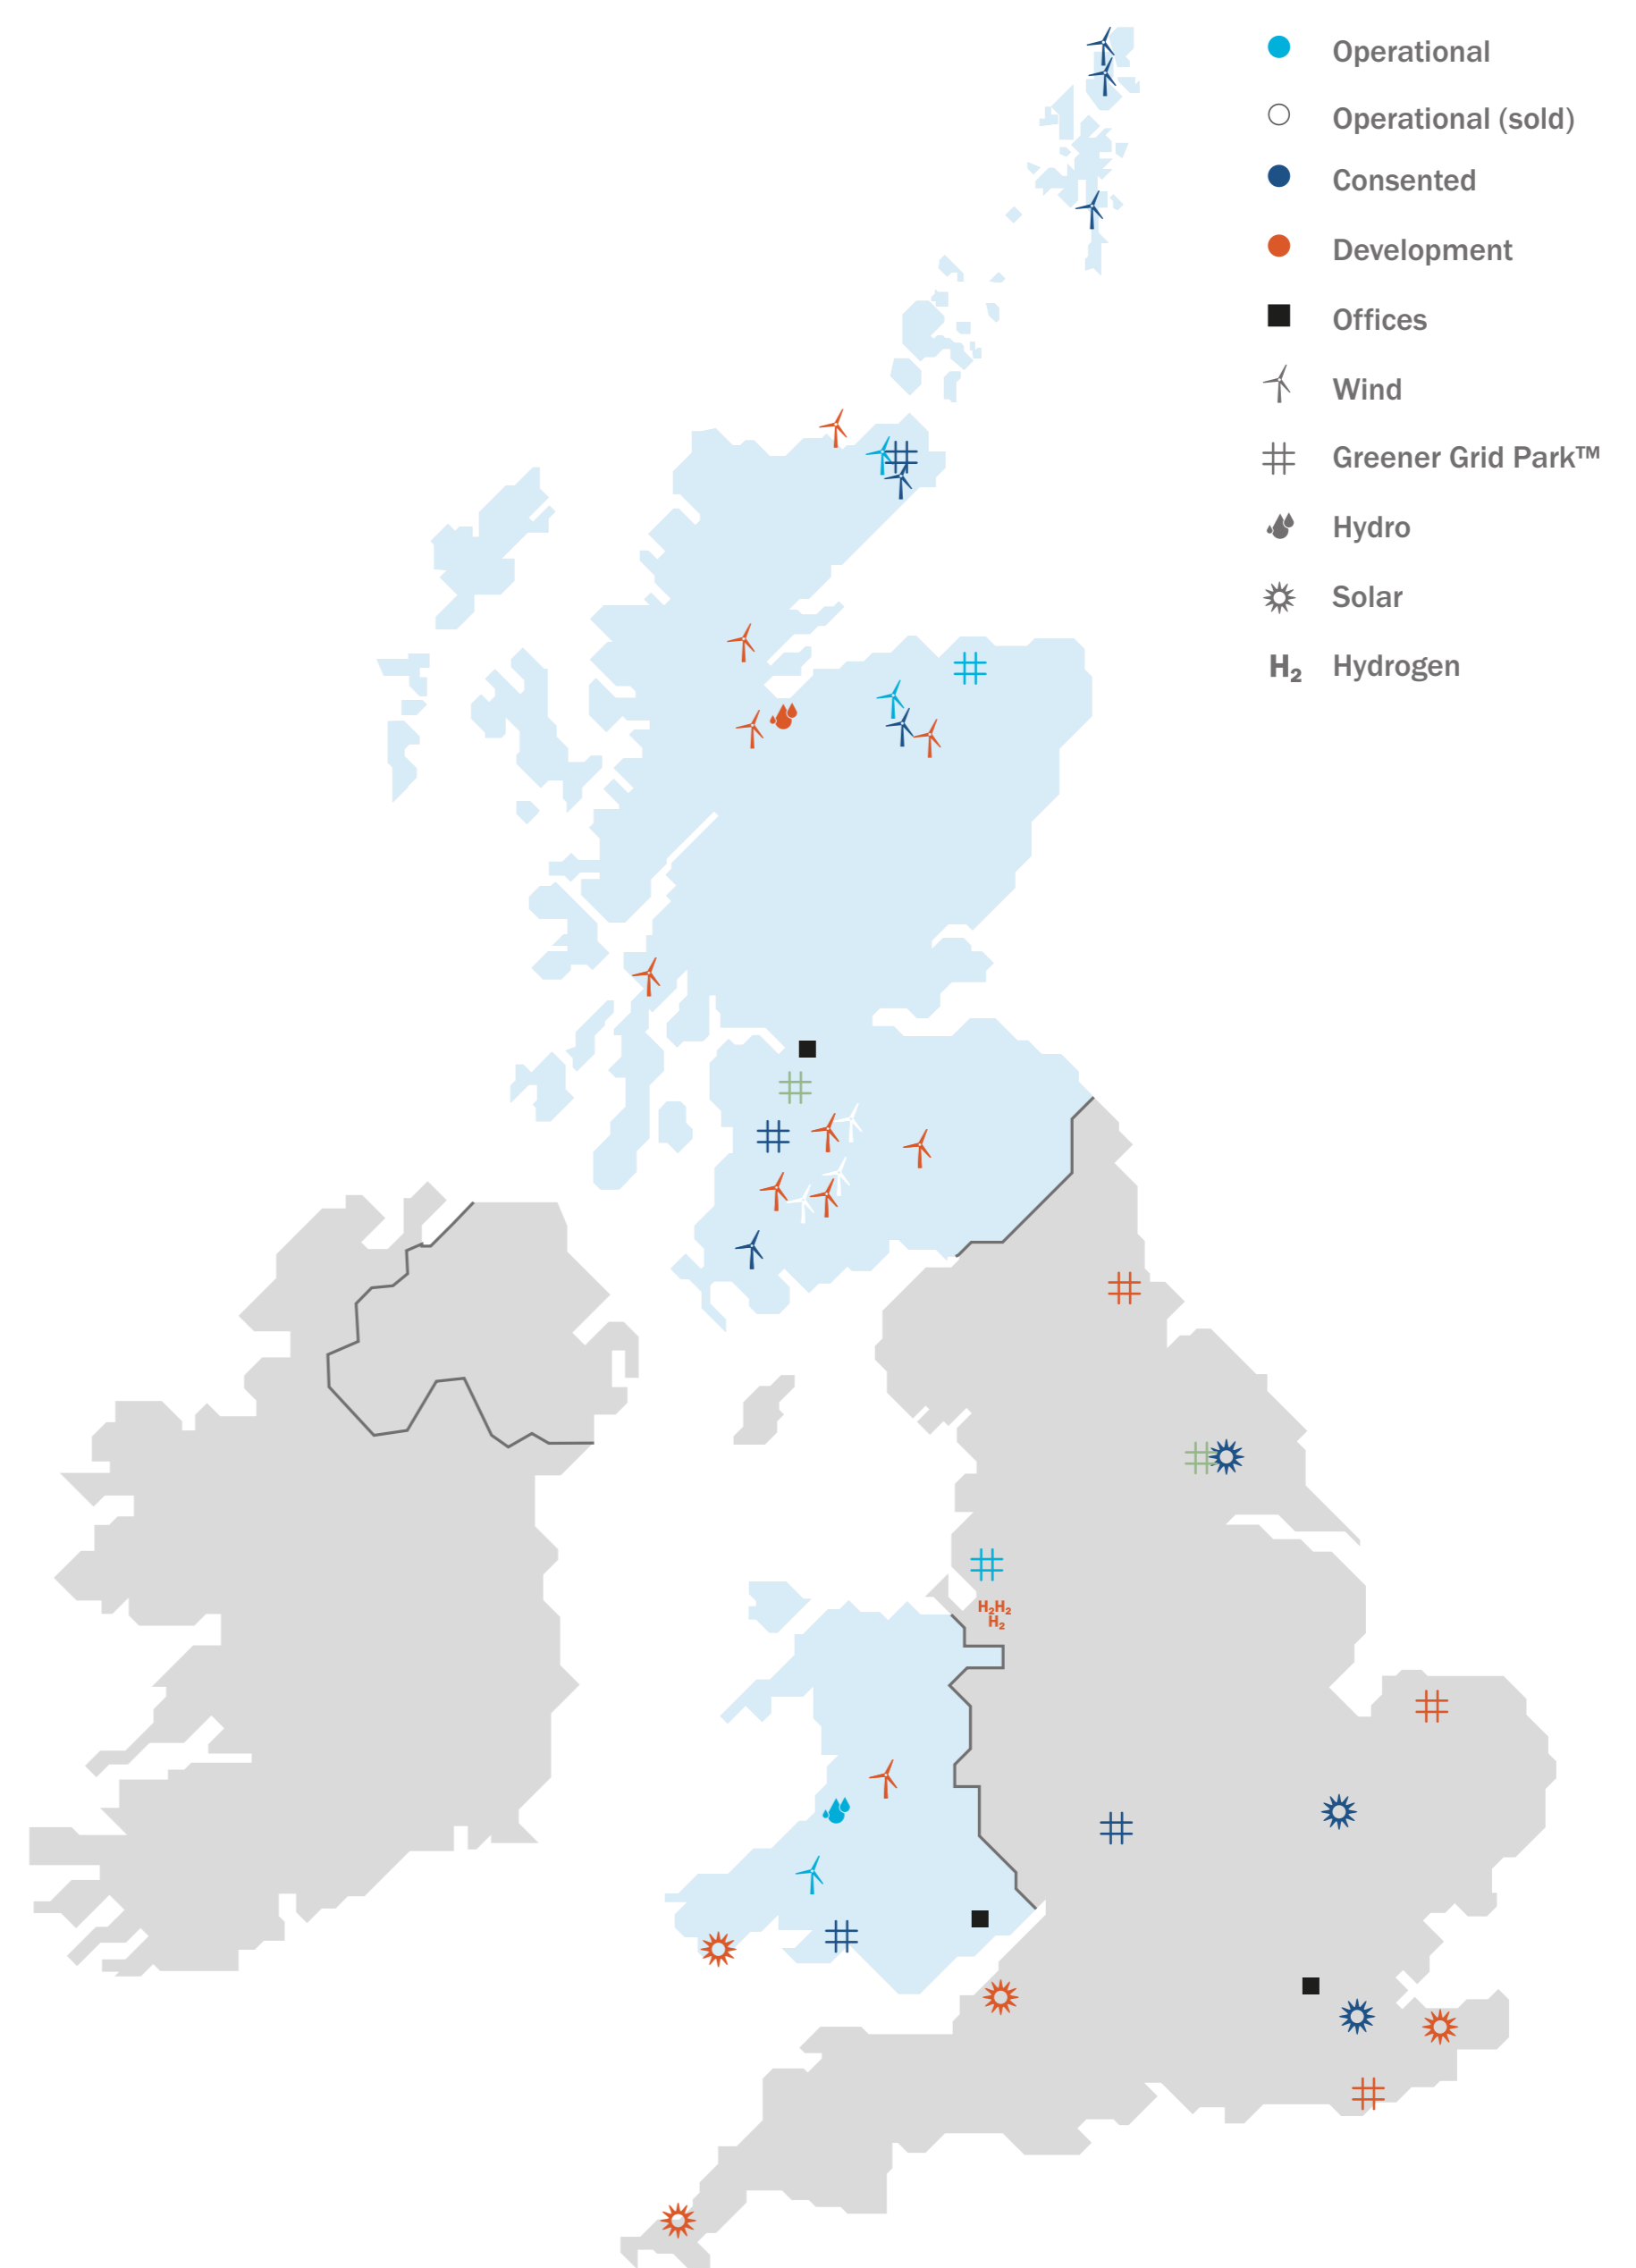 Operational
Operational (sold)
Consented
Development
Offices
Wind
Greener Grid Park™
Hydro
Solar
H₂ Hydrogen
H₂H₂
H₂